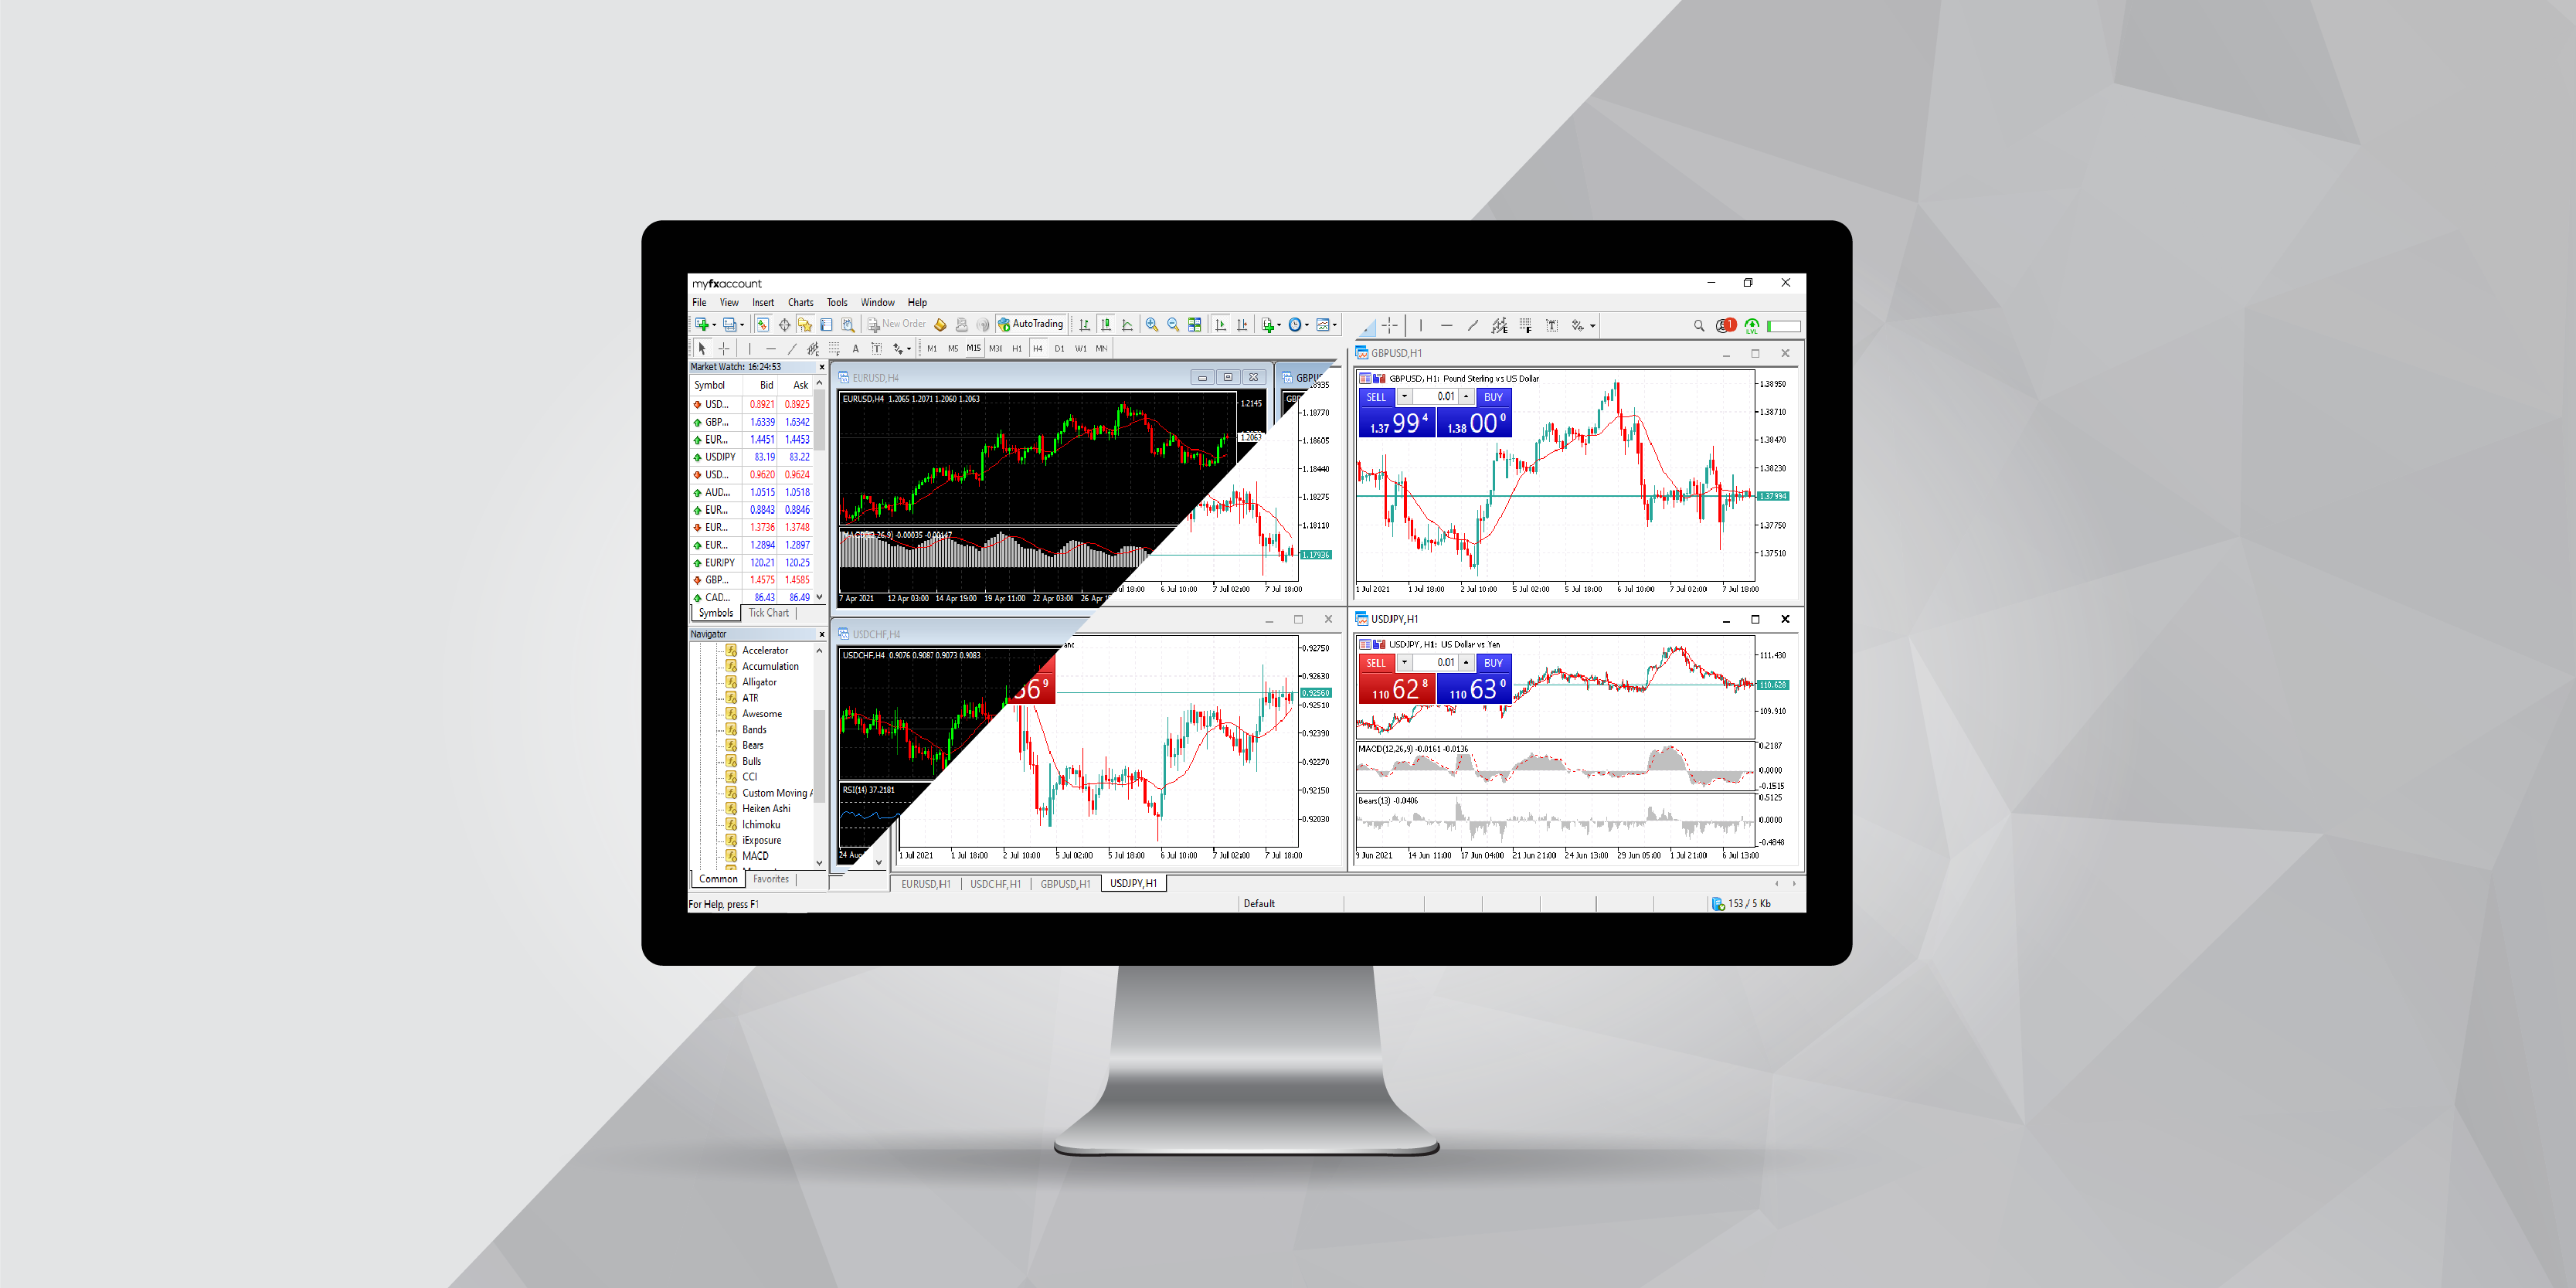 myfxaccount
File View Insert Charts Tools Window Help
New Order AutoTrading
1
LVL
A T M1 M5 M15 M30 H1 H4 D1 W1 MN
Market Watch: 16:24:53
Symbol Bid Ask
USD... 0.8921 0.8925
GBP... 1.6339 1.6342
EUR... 1.4451 1.4453
USDJPY 83.19 83.22
USD... 0.9620 0.9624
AUD... 1.0515 1.0518
EUR... 0.8843 0.8846
EUR... 1.3736 1.3748
EUR... 1.2894 1.2897
EURJPY 120.21 120.25
GBP... 1.4575 1.4585
CAD... 86.43 86.49
Symbols Tick Chart
Navigator
Accelerator
Accumulation
Alligator
ATR
Awesome
Bands
Bears
Bulls
CCI
Custom Moving
Heiken Ashi
Ichimoku
iExposure
MACD
Common Favorites
EURUSD,H4
EURUSD,H4 1.2065 1.2071 1.2060 1.2063
1.2145
1.2063
-0.00035 -0.00147
7 Apr 2021 12 Apr 03:00 14 Apr 19:00 19 Apr 11:00 22 Apr 03:00 26 Apr
1.18770
1.18605
1.18440
1.18275
1.18110
1.17936
6 Jul 10:00 7 Jul 02:00 7 Jul 18:00
GBPUSD,H1
GBPUSD, H1: Pound Sterling vs US Dollar
SELL 0.01 BUY
1.37 99 4 1.38 00 0
1.38950
1.38710
1.38470
1.38230
1.37994
1.37750
1.37510
1 Jul 2021 1 Jul 18:00 2 Jul 10:00 5 Jul 02:00 5 Jul 18:00 6 Jul 10:00 7 Jul 02:00 7 Jul 18:00
USDCHF,H4
USDCHF,H4 0.9076 0.9087 0.9073 0.9083
RSI(14) 37.2181
24 Aug
0.92750
0.92630
0.92560
0.92510
0.92390
0.92270
0.92150
0.92030
1 Jul 2021 1 Jul 18:00 2 Jul 10:00 5 Jul 02:00 5 Jul 18:00 6 Jul 10:00 7 Jul 02:00 7 Jul 18:00
USDJPY,H1
USDJPY, H1: US Dollar vs Yen
SELL 0.01 BUY
110 62 8 110 63 0
111.430
110.628
109.910
MACD(12,26,9) -0.0161 -0.0136
0.2187
0.0000
-0.1515
Bears(13) -0.0406
0.5125
0.0000
-0.4848
9 Jun 2021 14 Jun 11:00 17 Jun 04:00 21 Jun 21:00 24 Jun 13:00 29 Jun 05:00 1 Jul 21:00 6 Jul 13:00
EURUSD,H1 USDCHF,H1 GBPUSD,H1 USDJPY,H1
For Help, press F1 Default 153 / 5 Kb